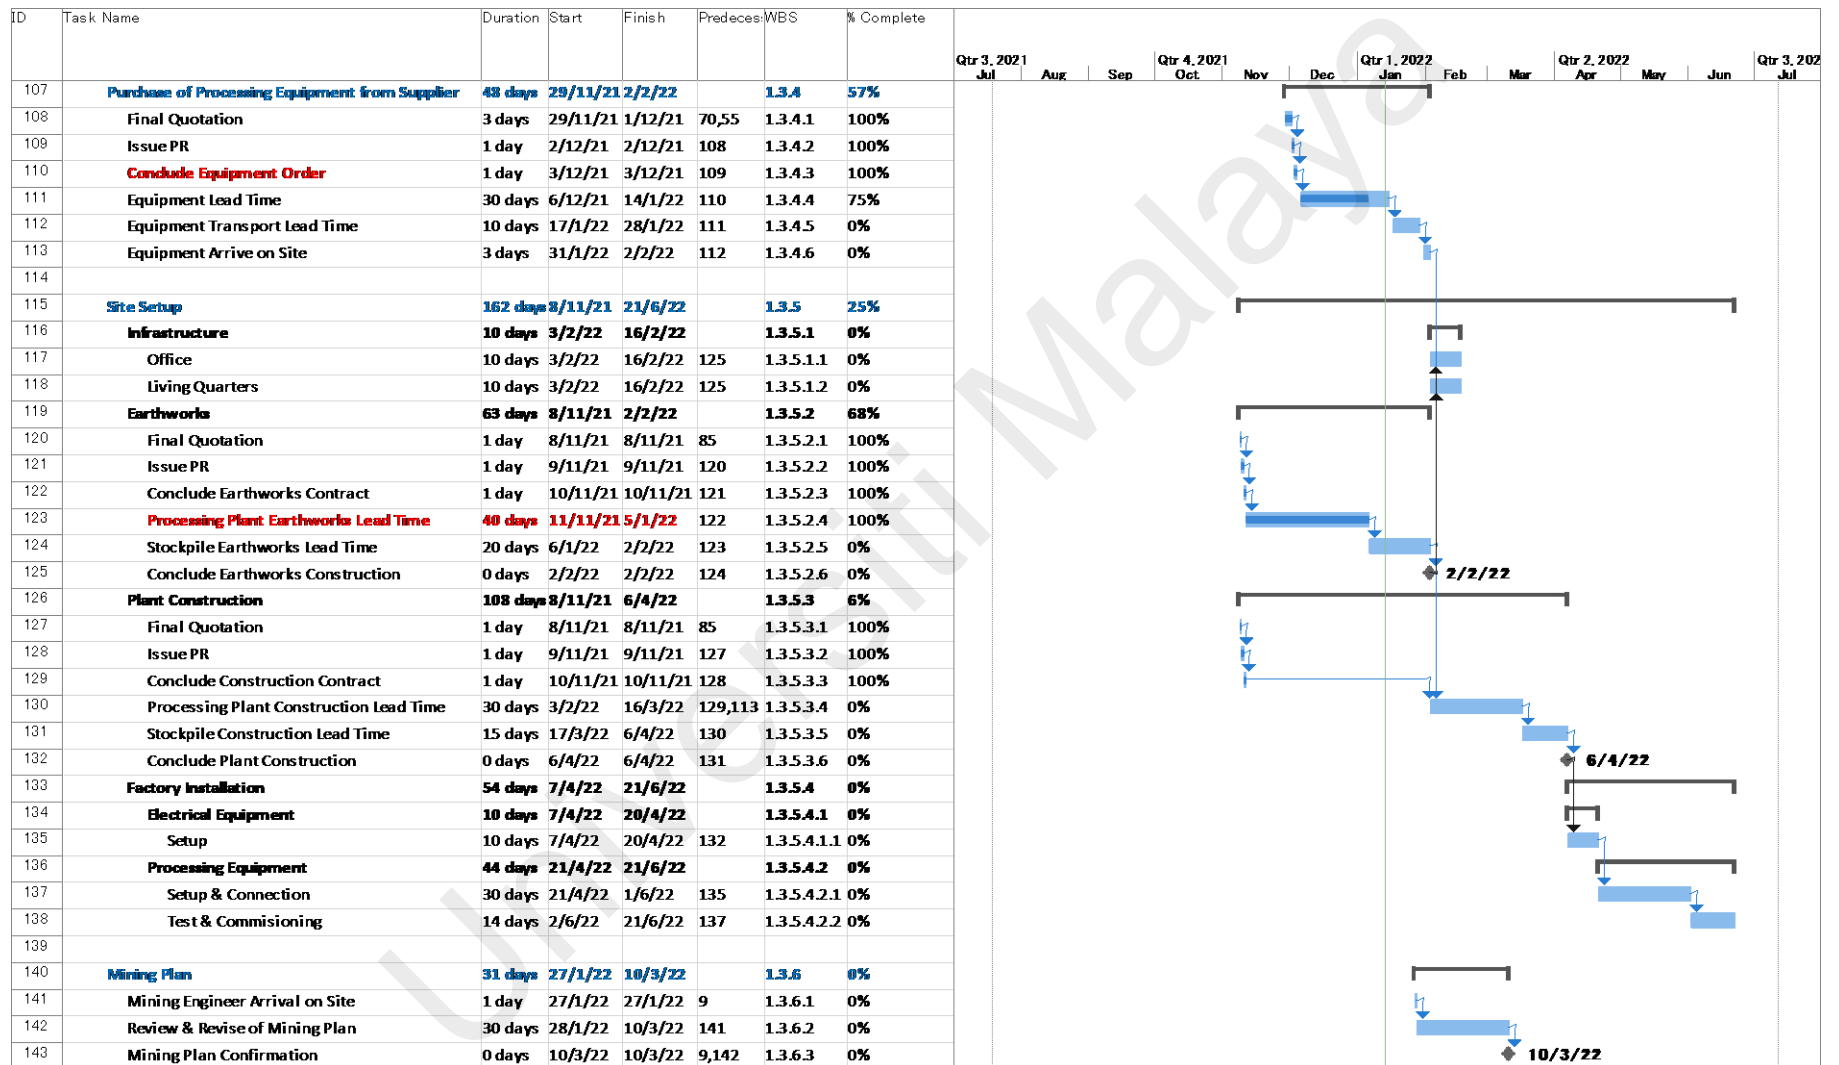 ID Task Name Duration Start Finish Predeces: WBS % Complete
Qtr 3, 2021 Qtr 4, 2021 Qtr 1, 2022 Qtr 2, 2022 Qtr 3, 202
Jul Aug Sep Oct Nov Dec Jan Feb Mar Apr May Jun Jul
107 Purchase of Processing Equipment from Supplier 48 days 29/11/21 2/2/22 1.3.4 57%
108 Final Quotation 3 days 29/11/21 1/12/21 70,55 1.3.4.1 100%
109 Issue PR 1 day 2/12/21 2/12/21 108 1.3.4.2 100%
110 Conclude Equipment Order 1 day 3/12/21 3/12/21 109 1.3.4.3 100%
111 Equipment Lead Time 30 days 6/12/21 14/1/22 110 1.3.4.4 75%
112 Equipment Transport Lead Time 10 days 17/1/22 28/1/22 111 1.3.4.5 0%
113 Equipment Arrive on Site 3 days 31/1/22 2/2/22 112 1.3.4.6 0%
114
115 Site Setup 162 days 8/11/21 21/6/22 1.3.5 25%
116 Infrastructure 10 days 3/2/22 16/2/22 1.3.5.1 0%
117 Office 10 days 3/2/22 16/2/22 125 1.3.5.1.1 0%
118 Living Quarters 10 days 3/2/22 16/2/22 125 1.3.5.1.2 0%
119 Earthworks 63 days 8/11/21 2/2/22 1.3.5.2 68%
120 Final Quotation 1 day 8/11/21 8/11/21 85 1.3.5.2.1 100%
121 Issue PR 1 day 9/11/21 9/11/21 120 1.3.5.2.2 100%
122 Conclude Earthworks Contract 1 day 10/11/21 10/11/21 121 1.3.5.2.3 100%
123 Processing Plant Earthworks Lead Time 40 days 11/11/21 5/1/22 122 1.3.5.2.4 100%
124 Stockpile Earthworks Lead Time 20 days 6/1/22 2/2/22 123 1.3.5.2.5 0%
125 Conclude Earthworks Construction 0 days 2/2/22 2/2/22 124 1.3.5.2.6 0% 2/2/22
126 Plant Construction 108 days 8/11/21 6/4/22 1.3.5.3 6%
127 Final Quotation 1 day 8/11/21 8/11/21 85 1.3.5.3.1 100%
128 Issue PR 1 day 9/11/21 9/11/21 127 1.3.5.3.2 100%
129 Conclude Construction Contract 1 day 10/11/21 10/11/21 128 1.3.5.3.3 100%
130 Processing Plant Construction Lead Time 30 days 3/2/22 16/3/22 129,113 1.3.5.3.4 0%
131 Stockpile Construction Lead Time 15 days 17/3/22 6/4/22 130 1.3.5.3.5 0%
132 Conclude Plant Construction 0 days 6/4/22 6/4/22 131 1.3.5.3.6 0% 6/4/22
133 Factory Installation 54 days 7/4/22 21/6/22 1.3.5.4 0%
134 Electrical Equipment 10 days 7/4/22 20/4/22 1.3.5.4.1 0%
135 Setup 10 days 7/4/22 20/4/22 132 1.3.5.4.1.1 0%
136 Processing Equipment 44 days 21/4/22 21/6/22 1.3.5.4.2 0%
137 Setup & Connection 30 days 21/4/22 1/6/22 135 1.3.5.4.2.1 0%
138 Test & Commisioning 14 days 2/6/22 21/6/22 137 1.3.5.4.2.2 0%
139
140 Mining Plan 31 days 27/1/22 10/3/22 1.3.6 0%
141 Mining Engineer Arrival on Site 1 day 27/1/22 27/1/22 9 1.3.6.1 0%
142 Review & Revise of Mining Plan 30 days 28/1/22 10/3/22 141 1.3.6.2 0%
143 Mining Plan Confirmation 0 days 10/3/22 10/3/22 9,142 1.3.6.3 0% 10/3/22
Universiti Malaya